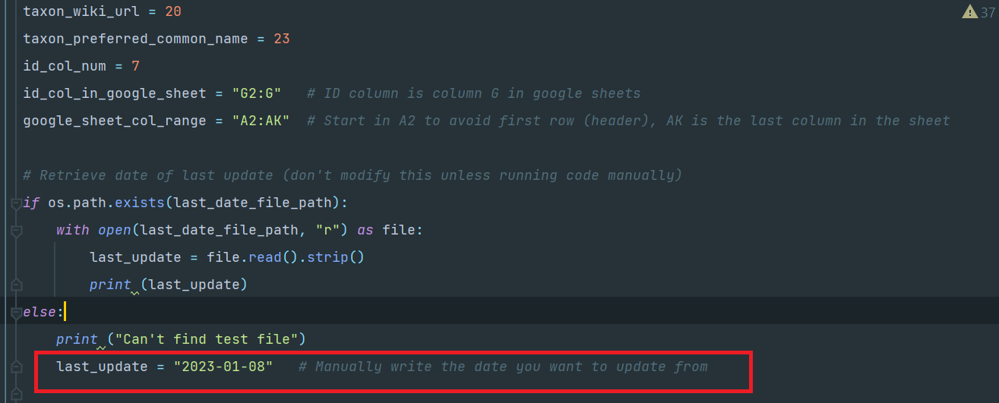 taxon_wiki_url = 20
37
taxon_preferred_common_name = 23
id_col_num = 7
id_col_in_google_sheet = "G2:G"   # ID column is column G in google sheets
google_sheet_col_range = "A2:AK"  # Start in A2 to avoid first row (header), AK is the last column in the sheet
# Retrieve date of last update (don't modify this unless running code manually)
if os.path.exists(last_date_file_path):
    with open(last_date_file_path, "r") as file:
        last_update = file.read().strip()
        print (last_update)
else:
    print ("Can't find test file")
    last_update = "2023-01-08"   # Manually write the date you want to update from